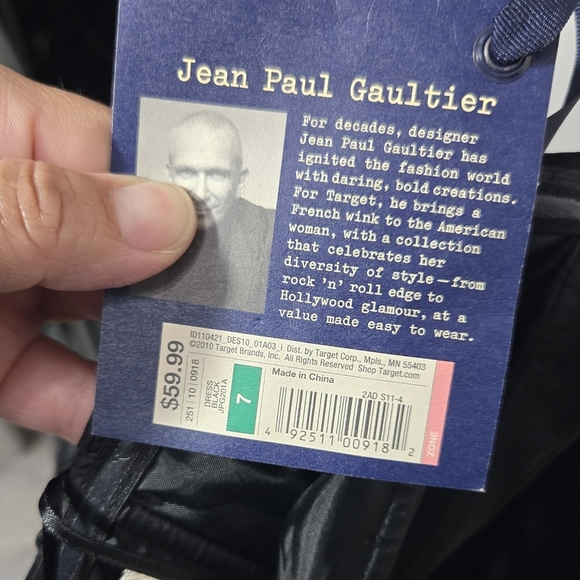 Jean Paul Gaultier
For decades, designer
Jean Paul Gaultier has
ignited the fashion world
with daring, bold creations.
For Target, he brings a
French wink to the American
woman, with a collection
that celebrates her
diversity of style—from
rock 'n' roll edge to
Hollywood glamour, at a
value made easy to wear.
ID110421_DES10_01A03_i Dist. by Target Corp., Mpls., MN 55403
©2010 Target Brands, Inc. All Rights Reserved Shop Target.com
Made in China
$59.99
251 | 10 | 0918
DRESS
BLACK
JPG201A
7
2AD S11-4
4 92511 00918 2
ZONE